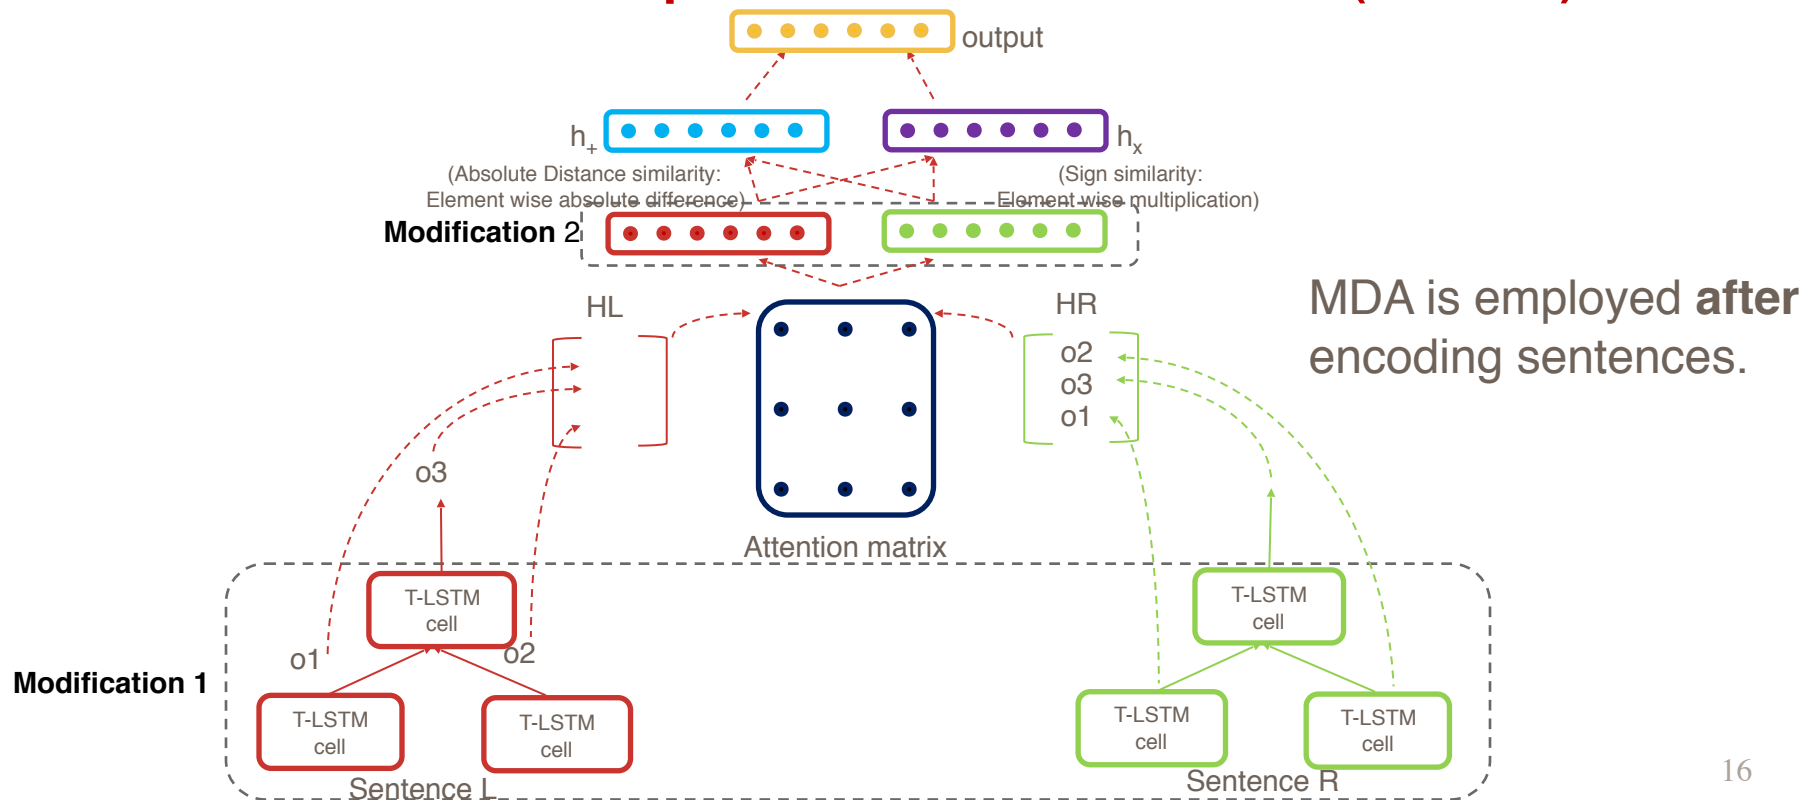 output
h+
hx
(Absolute Distance similarity:
Element wise absolute difference)
(Sign similarity:
Element wise multiplication)
Modification 2
HL
HR
MDA is employed after
encoding sentences.
o2
o3
o1
o3
Attention matrix
T-LSTM
cell
T-LSTM
cell
o1
o2
Modification 1
T-LSTM
cell
T-LSTM
cell
T-LSTM
cell
T-LSTM
cell
Sentence L
Sentence R
16